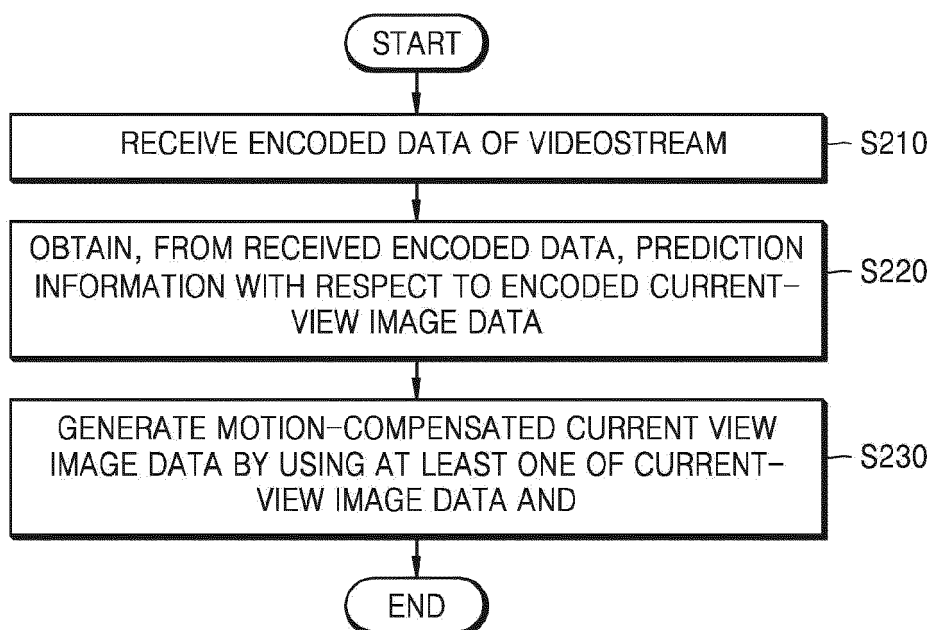 START
RECEIVE ENCODED DATA OF VIDEOSTREAM
S210
OBTAIN, FROM RECEIVED ENCODED DATA, PREDICTION
INFORMATION WITH RESPECT TO ENCODED CURRENT-
VIEW IMAGE DATA
S220
GENERATE MOTION-COMPENSATED CURRENT VIEW
IMAGE DATA BY USING AT LEAST ONE OF CURRENT-
VIEW IMAGE DATA AND
S230
END